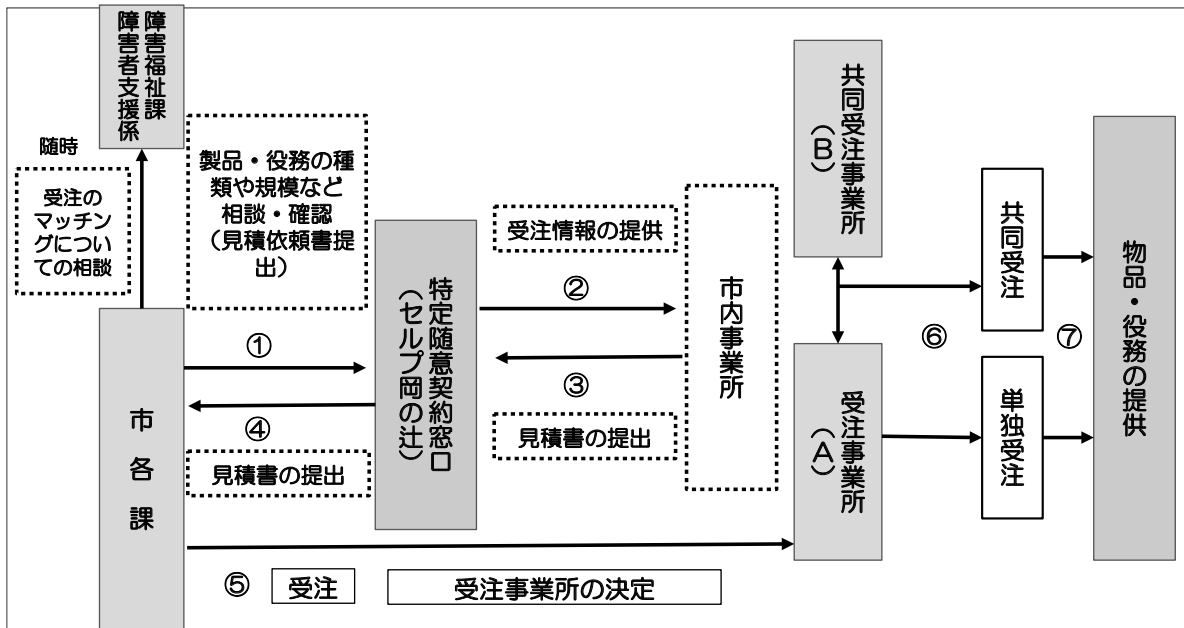 障害福祉課
障害者支援係
随時
受注の
マッチン
グについ
ての相談
製品・役務の種
類や規模など
相談・確認
（見積依頼書提
出）
市各課
①
④
見積書の提出
特定随意契約窓口
（セルプ岡の辻）
受注情報の提供
②
③
見積書の提出
市内事業所
共同受注事業所
（B）
受注事業所
（A）
⑥
共同受注
単独受注
⑦
物品・役務の提供
⑤
受注
受注事業所の決定